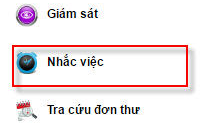 Giám sát
Nhắc việc
Tra cứu đơn thư